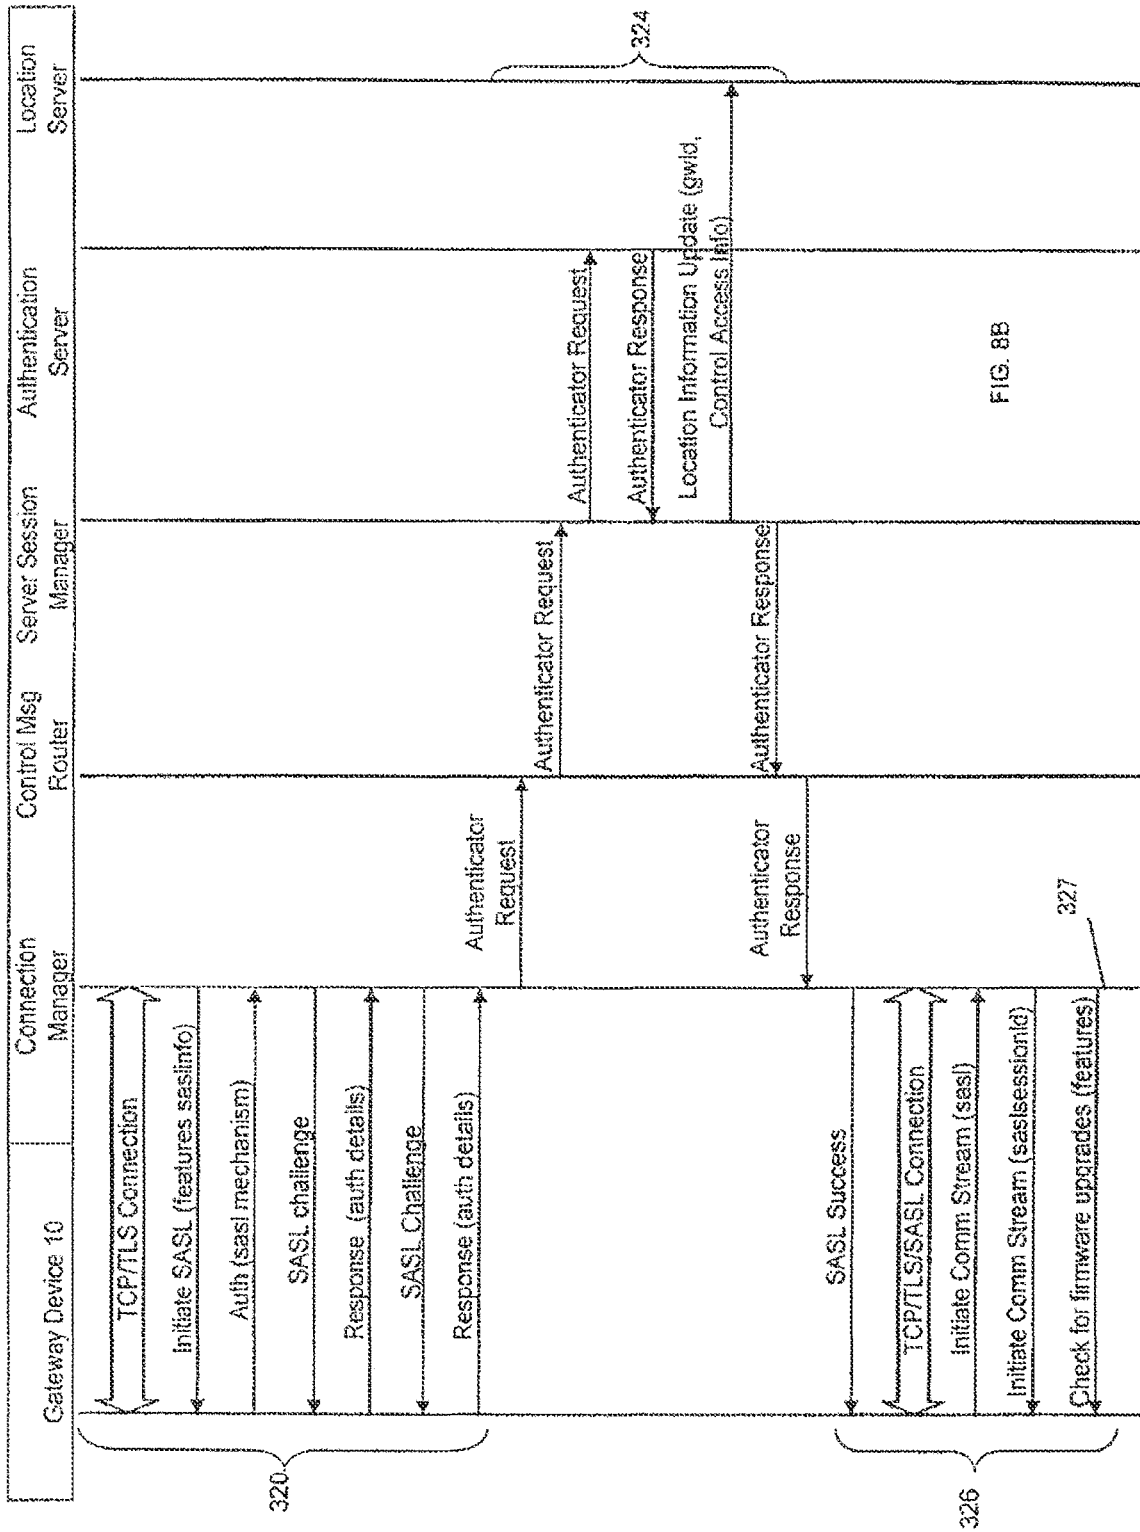 Gateway Device 10
Connection
Manager
Control Msg
Router
Server Session
Manager
Authentication
Server
Location
Server
TCP/TLS Connection
Initiate SASL (features saslinfo)
Auth (sasl mechanism)
SASL challenge
Response (auth details)
SASL Challenge
Response (auth details)
320
Authenticator
Request
Authenticator Request
Authenticator Request
Authenticator Response
Location Information Update (gwId,
Control Access Info)
324
Authenticator Response
Authenticator
Response
SASL Success
TCP/TLS/SASL Connection
Initiate Comm Stream (sasl)
Initiate Comm Stream (saslsessionId)
Check for firmware upgrades (features)
326
327
FIG. 8B